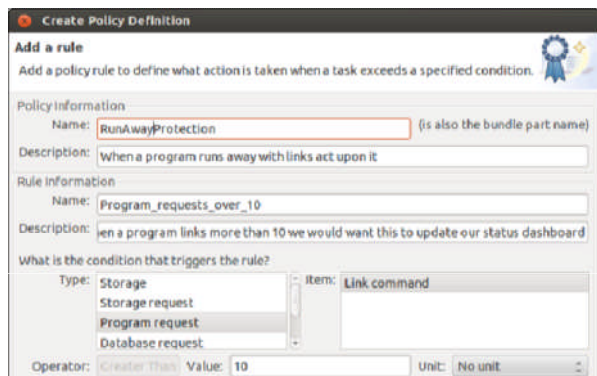 Create Policy Definition
Add a rule
Add a policy rule to define what action is taken when a task exceeds a specified condition.
Policy Information
Name: RunAwayProtection (is also the bundle part name)
Description: When a program runs away with links act upon it
Rule Information
Name: Program_requests_over_10
Description: en a program links more than 10 we would want this to update our status dashboard
What is the condition that triggers the rule?
Type: Storage Item: Link command
Storage request
Program request
Database request
Operator: Greater Than Value: 10 Unit: No unit